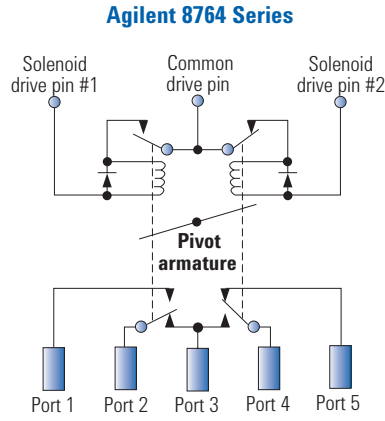 Agilent 8764 Series
Solenoid drive pin #1
Common drive pin
Solenoid drive pin #2
Pivot armature
Port 1
Port 2
Port 3
Port 4
Port 5